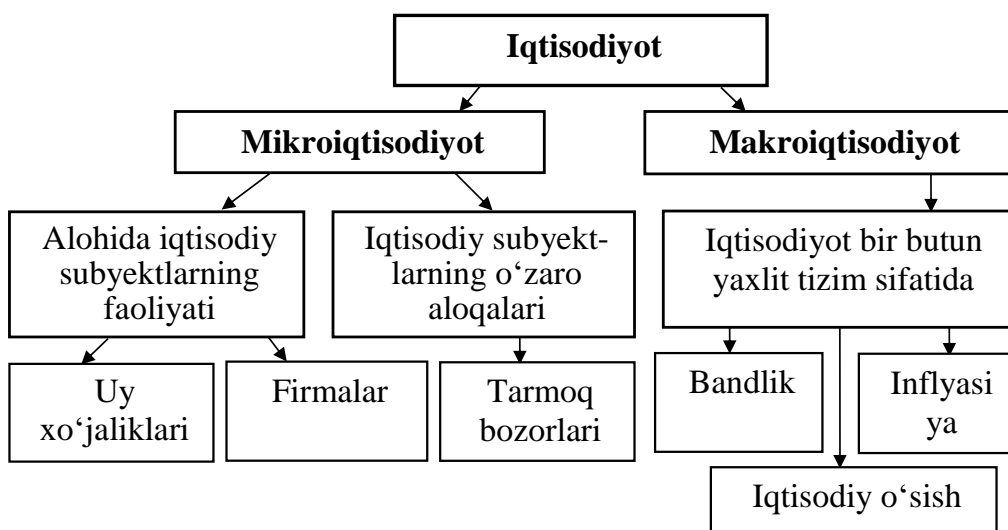 Iqtisodiyot
Mikroiqtisodiyot
Makroiqtisodiyot
Alohida iqtisodiy
subyektlarning
faoliyati
Iqtisodiy subyekt-
larning o‘zaro
aloqalari
Iqtisodiyot bir butun
yaxlit tizim sifatida
Uy
xo‘jaliklari
Firmalar
Tarmoq
bozorlari
Bandlik
Inflyasi
ya
Iqtisodiy o‘sish